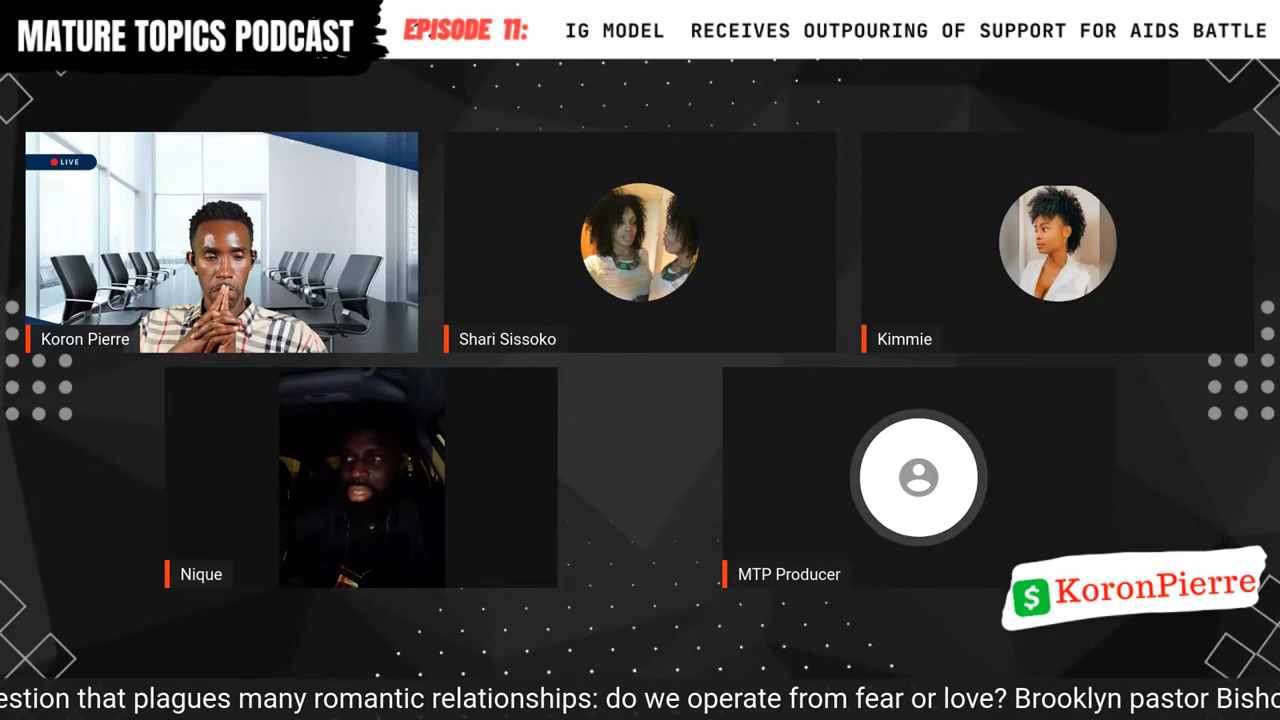 MATURE TOPICS PODCAST
EPISODE 11:
IG MODEL RECEIVES OUTPOURING OF SUPPORT FOR AIDS BATTLE
LIVE
Koron Pierre
Shari Sissoko
Kimmie
Nique
MTP Producer
$ KoronPierre
that plagues many romantic relationships: do we operate from fear or love? Brooklyn pastor